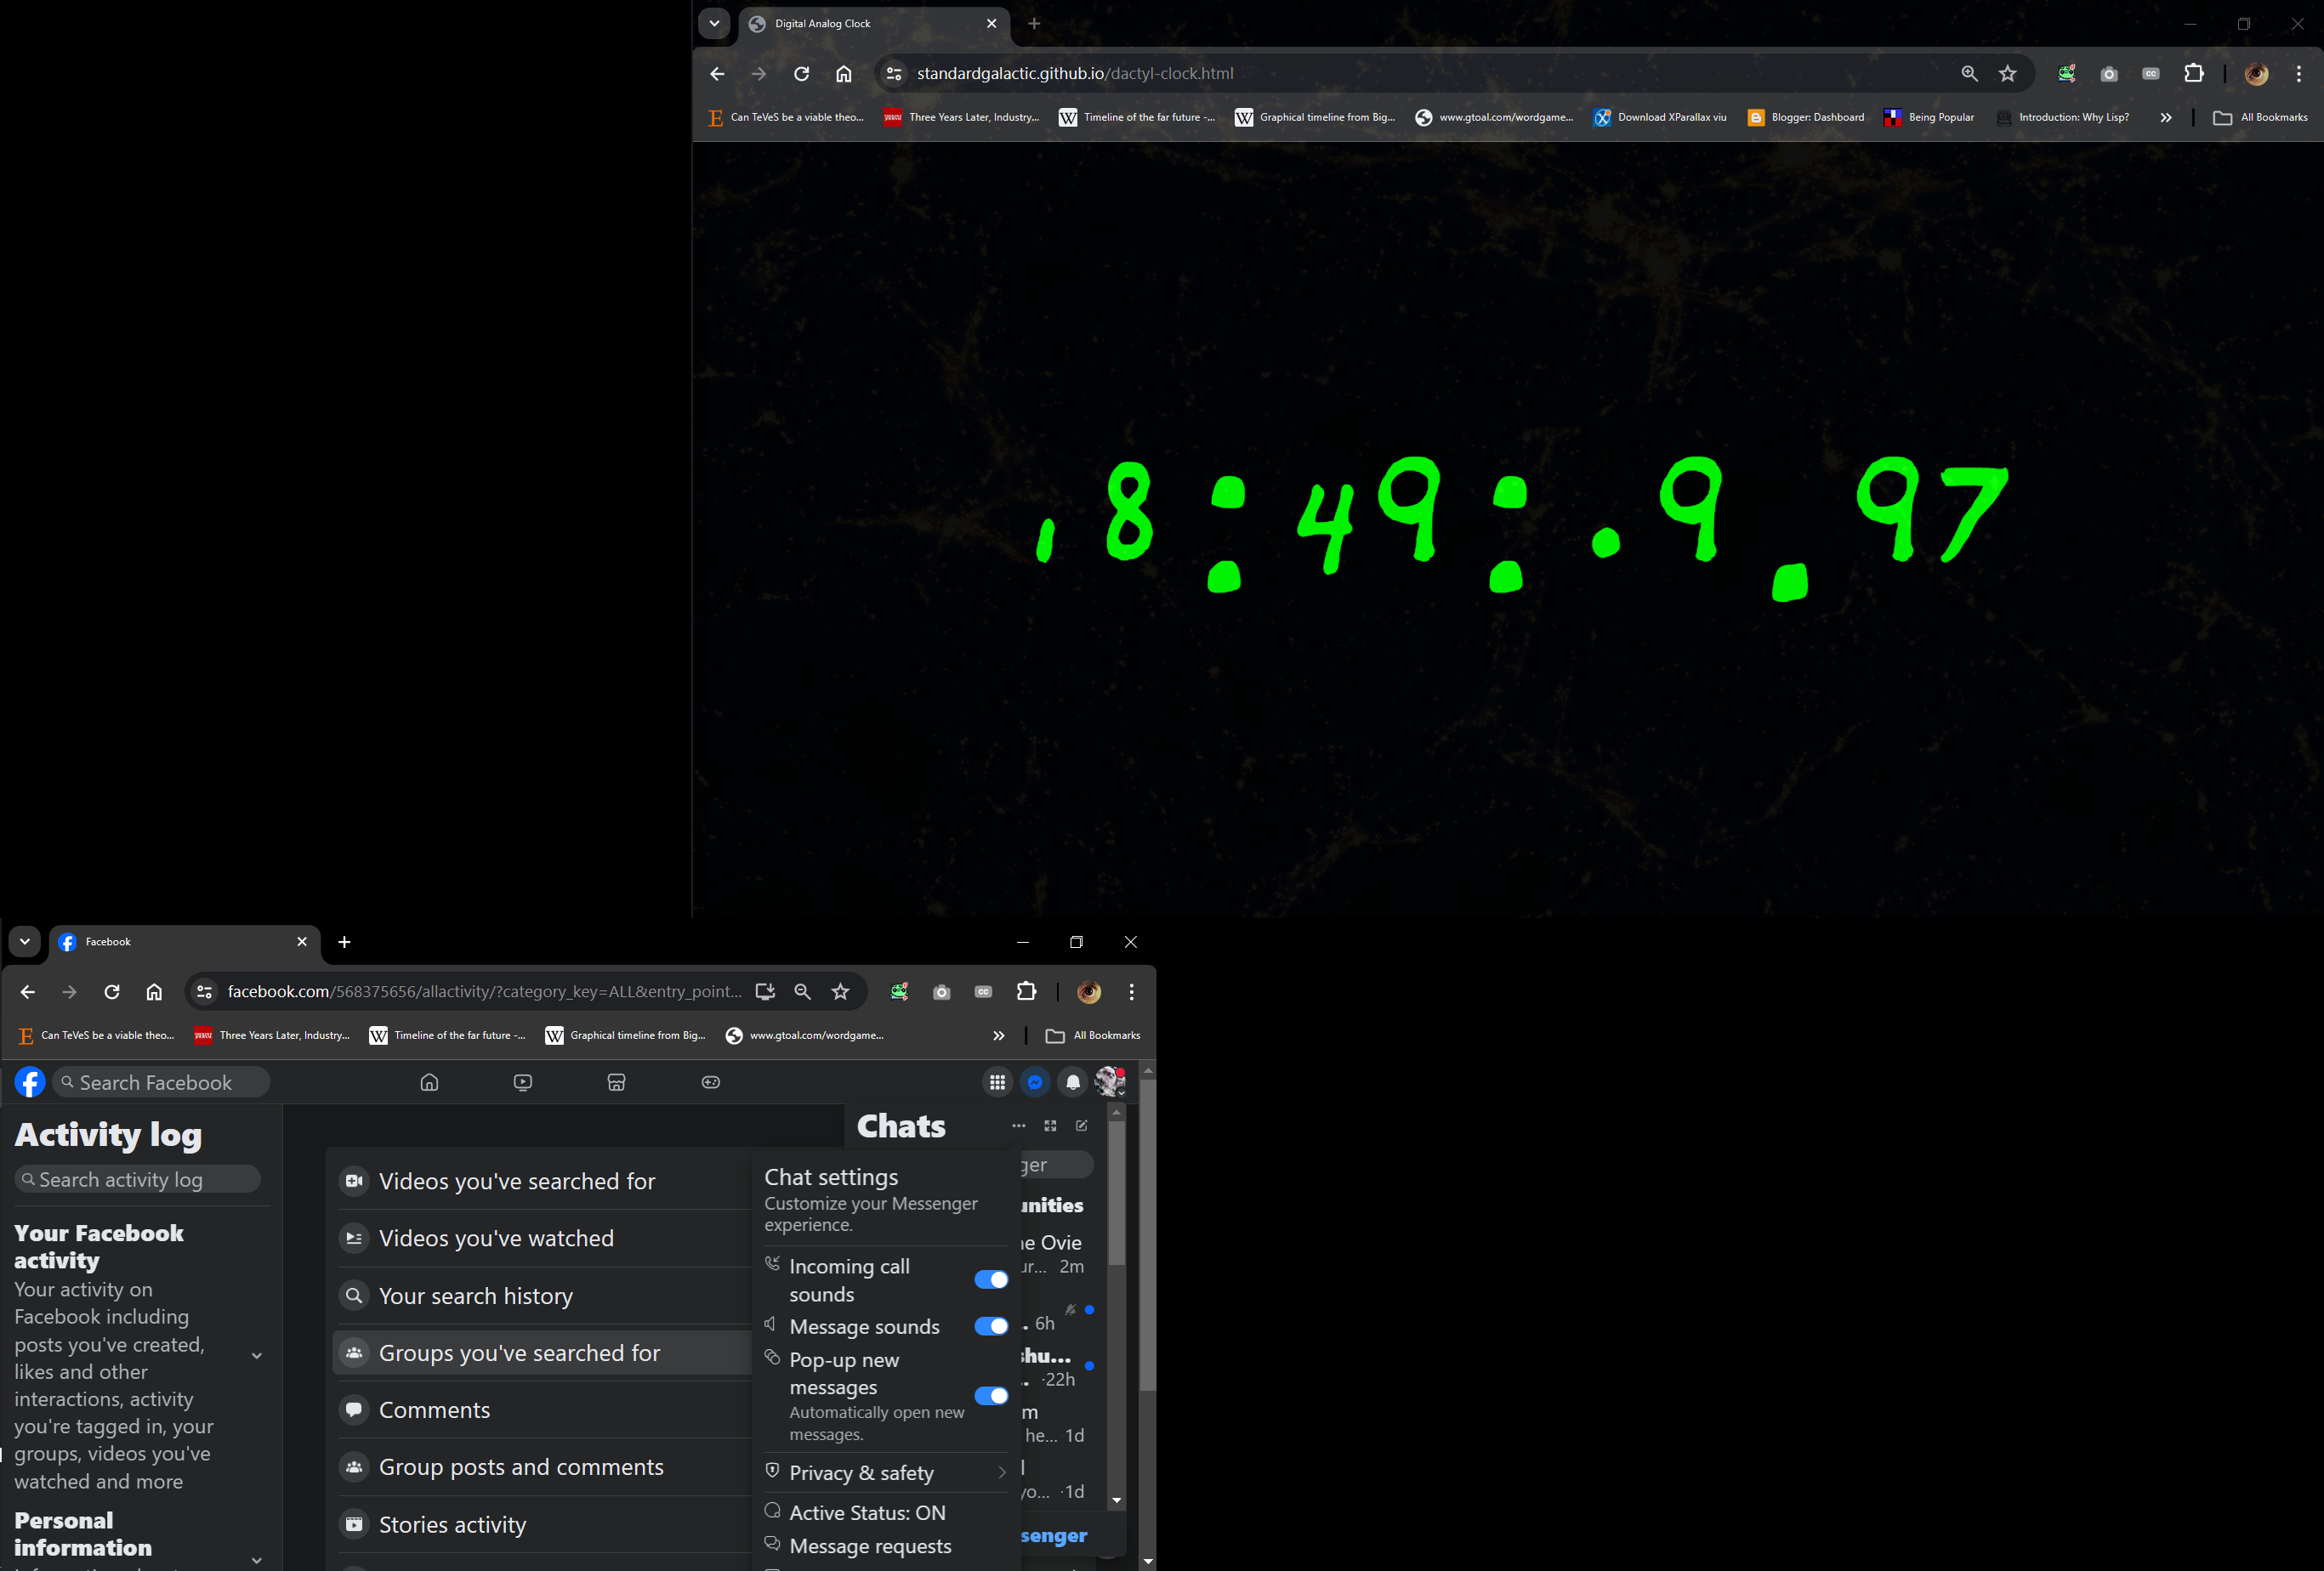 Digital Analog Clock
standardgalactic.github.io/dactyl-clock.html
Can TeVeS be a viable theo...
Three Years Later, Industry...
Timeline of the far future -...
Graphical timeline from Big...
www.gtoal.com/wordgame...
Download XParallax viu
Blogger: Dashboard
Being Popular
Introduction: Why Lisp?
All Bookmarks
ı8:49:.9.97
Facebook
facebook.com/568375656/allactivity/?category_key=ALL&entry_point...
Can TeVeS be a viable theo...
Three Years Later, Industry...
Timeline of the far future -...
Graphical timeline from Big...
www.gtoal.com/wordgame...
All Bookmarks
Search Facebook
Activity log
Search activity log
Your Facebook
activity
Your activity on
Facebook including
posts you've created,
likes and other
interactions, activity
you're tagged in, your
groups, videos you've
watched and more
Personal
information
Videos you've searched for
Videos you've watched
Your search history
Groups you've searched for
Comments
Group posts and comments
Stories activity
Chats
Chat settings
Customize your Messenger
experience.
Incoming call
sounds
Message sounds
Pop-up new
messages
Automatically open new
messages.
Privacy & safety
Active Status: ON
Message requests
ger
unities
ne Ovie
ur... 2m
. 6h
shu...
. ·22h
m
he... 1d
l
yo... ·1d
senger